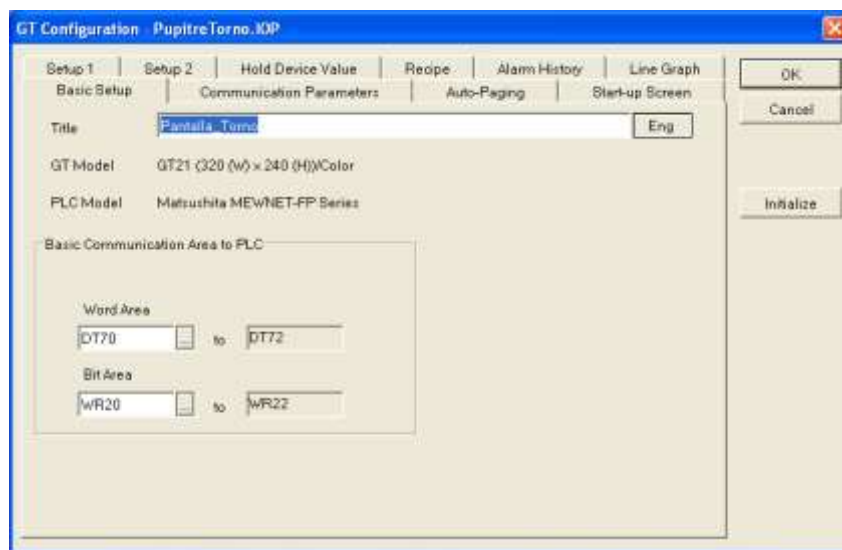 GT Configuration - PupitreTorno.IOP
Setup 1 Setup 2 Hold Device Value Recipe Alarm History Line Graph
Basic Setup Communication Parameters Auto-Paging Start-up Screen
OK
Cancel
Initialize
Title Pantalla_Torno Eng
GT Model GT21 (320 (W) × 240 (H))/Color
PLC Model Matsushita MEWNET-FP Series
Basic Communication Area to PLC
Word Area
DT70 ... to DT72
Bit Area
WR20 ... to WR22